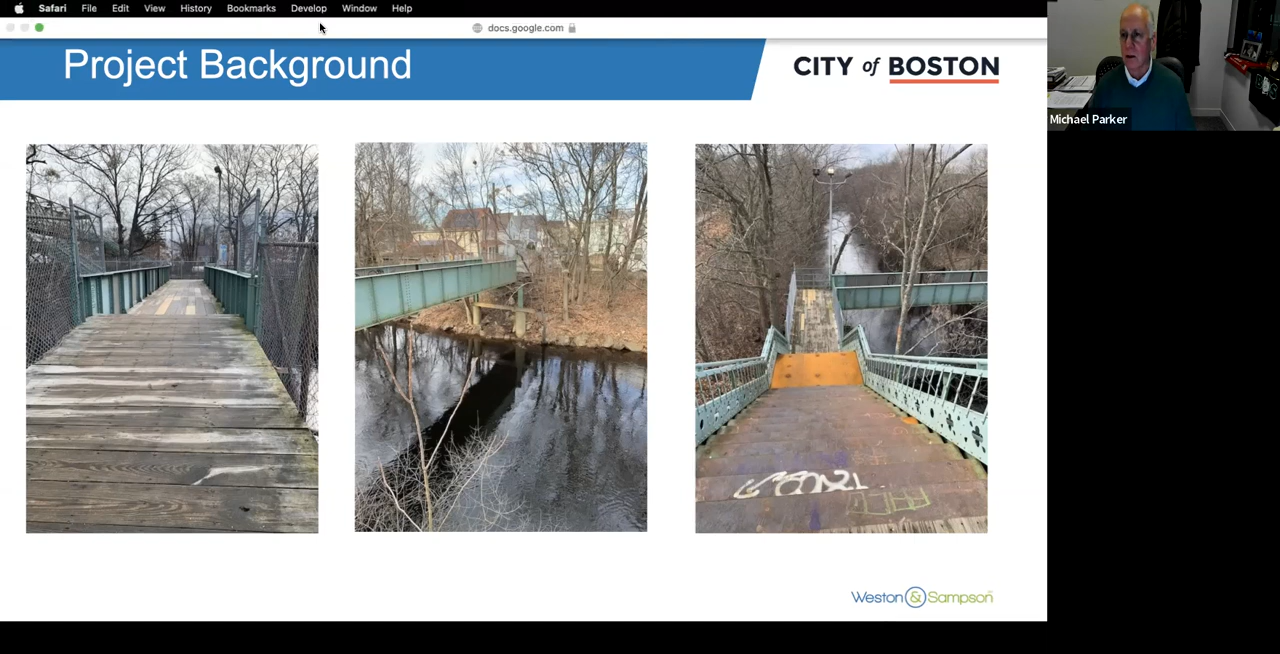 Safari File Edit View History Bookmarks Develop Window Help
docs.google.com
Project Background
CITY of BOSTON
Michael Parker
Weston & Sampson